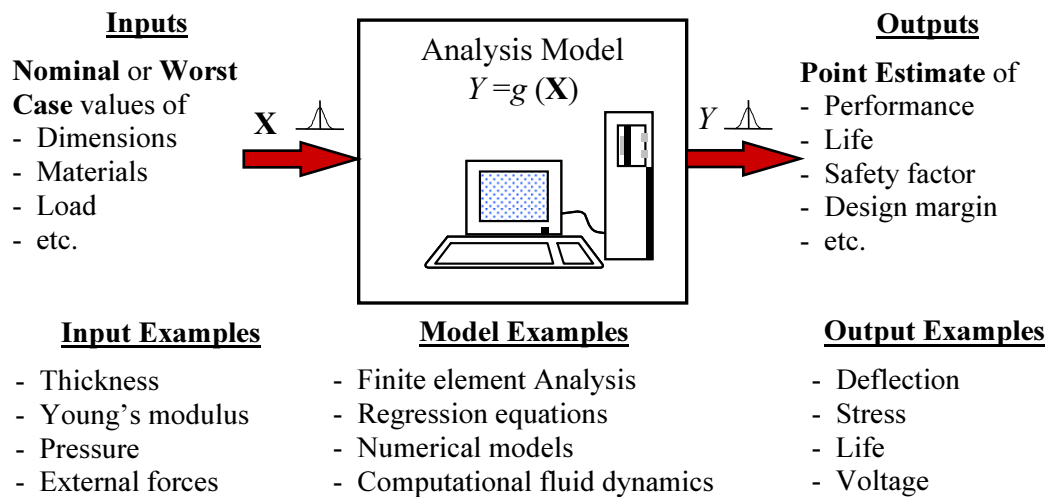 Inputs
Nominal or Worst
Case values of
- Dimensions
- Materials
- Load
- etc.
X
Analysis Model
Y =g (X)
Y
Outputs
Point Estimate of
- Performance
- Life
- Safety factor
- Design margin
- etc.
Input Examples
- Thickness
- Young’s modulus
- Pressure
- External forces
Model Examples
- Finite element Analysis
- Regression equations
- Numerical models
- Computational fluid dynamics
Output Examples
- Deflection
- Stress
- Life
- Voltage